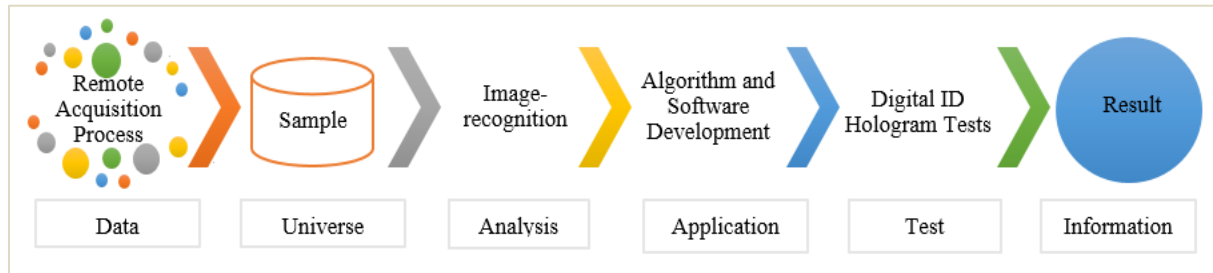 Remote
Acquisition
Process
Sample
Image-
recognition
Algorithm and
Software
Development
Digital ID
Hologram Tests
Result
Data
Universe
Analysis
Application
Test
Information